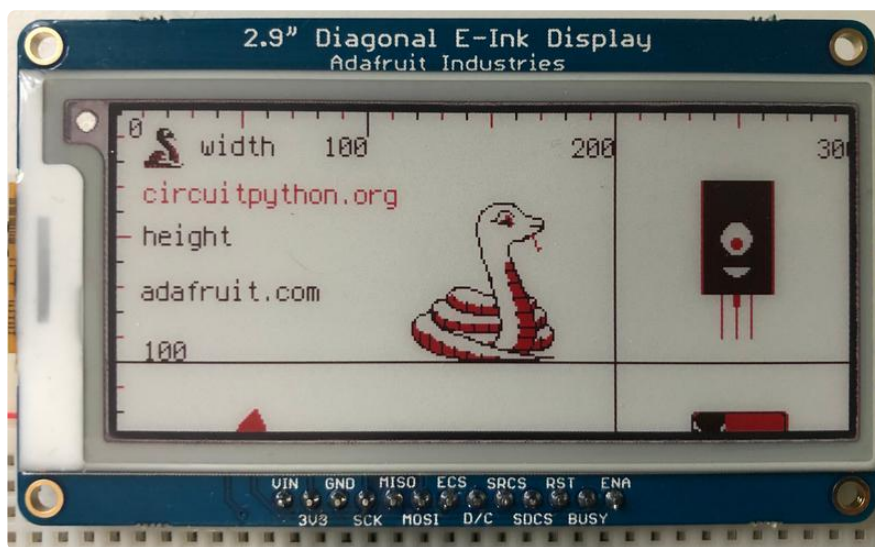 2.9" Diagonal E-Ink Display
Adafruit Industries
0
width 100 200 30
circuitpython.org
height
adafruit.com
100
VIN GND MISO ECS SRCS RST ENA
3V3 SCK MOSI D/C SDCS BUSY